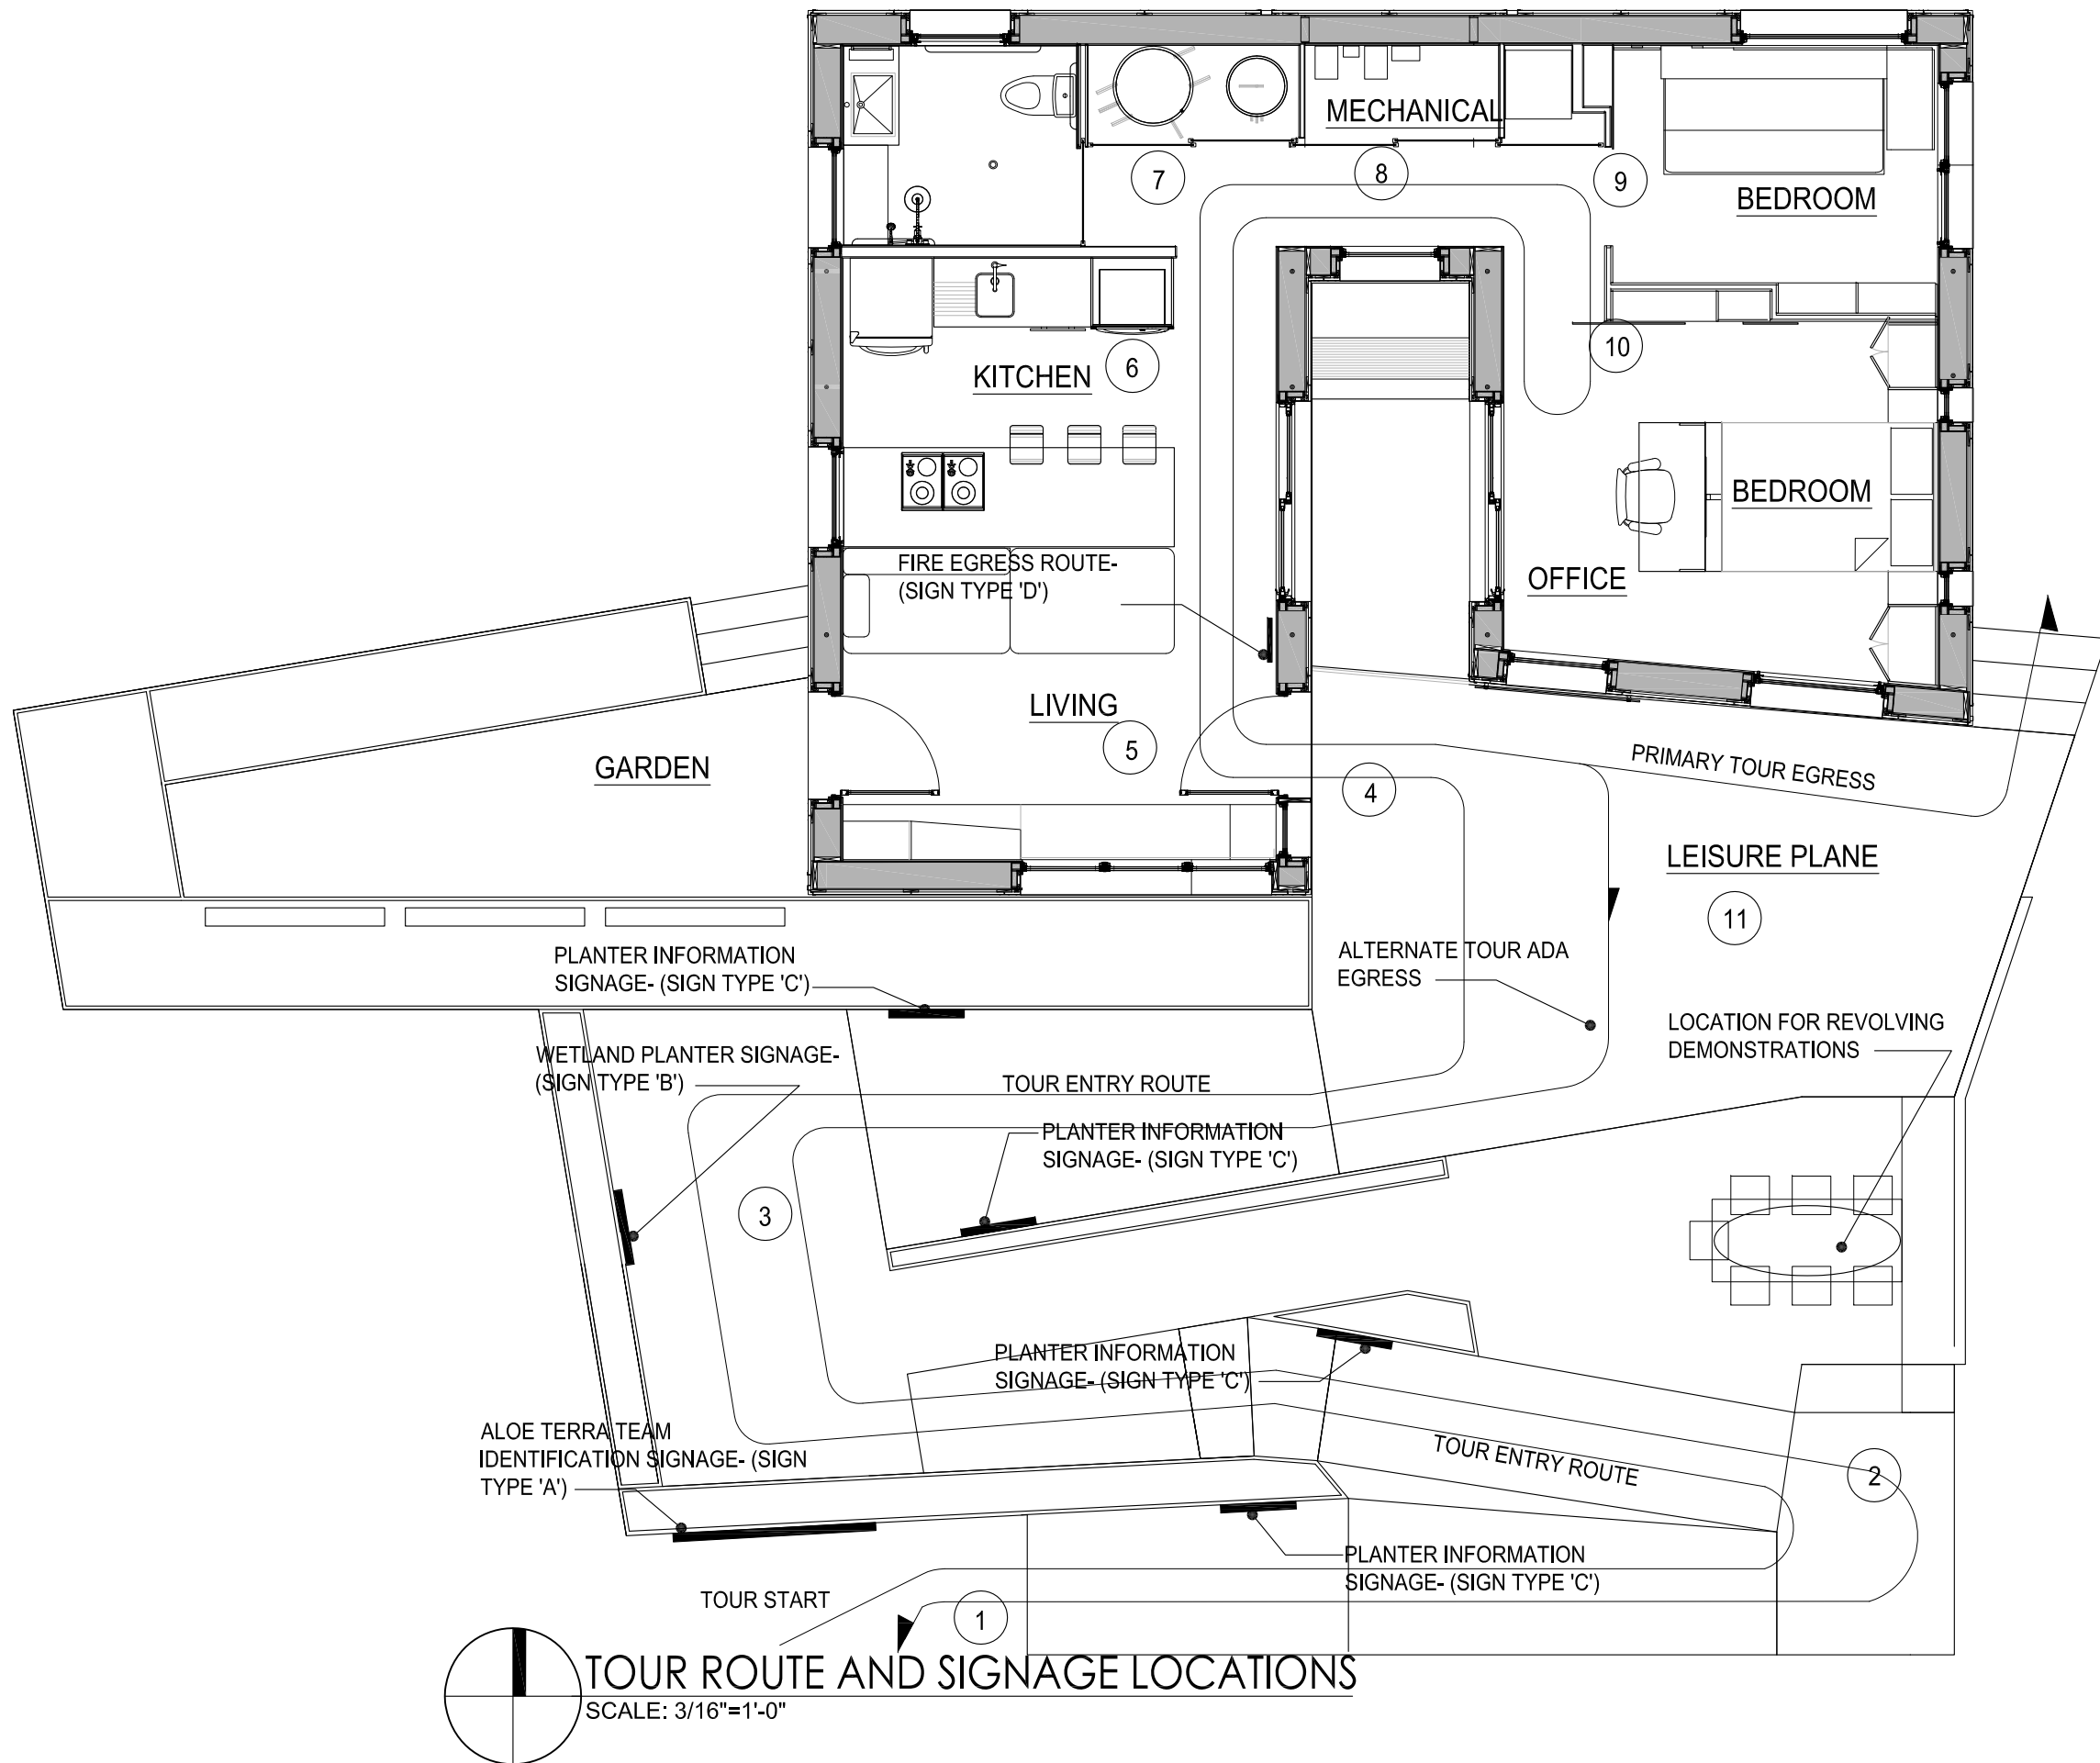 MECHANICAL
7
8
9
BEDROOM
KITCHEN
6
10
BEDROOM
FIRE EGRESS ROUTE-
(SIGN TYPE 'D')
OFFICE
LIVING
5
GARDEN
4
PRIMARY TOUR EGRESS
LEISURE PLANE
11
PLANTER INFORMATION
SIGNAGE- (SIGN TYPE 'C')
ALTERNATE TOUR ADA
EGRESS
LOCATION FOR REVOLVING
DEMONSTRATIONS
WETLAND PLANTER SIGNAGE-
(SIGN TYPE 'B')
TOUR ENTRY ROUTE
PLANTER INFORMATION
SIGNAGE- (SIGN TYPE 'C')
3
PLANTER INFORMATION
SIGNAGE- (SIGN TYPE 'C')
ALOE TERRA TEAM
IDENTIFICATION SIGNAGE- (SIGN
TYPE 'A')
TOUR ENTRY ROUTE
2
PLANTER INFORMATION
SIGNAGE- (SIGN TYPE 'C')
TOUR START
1
TOUR ROUTE AND SIGNAGE LOCATIONS
SCALE: 3/16"=1'-0"